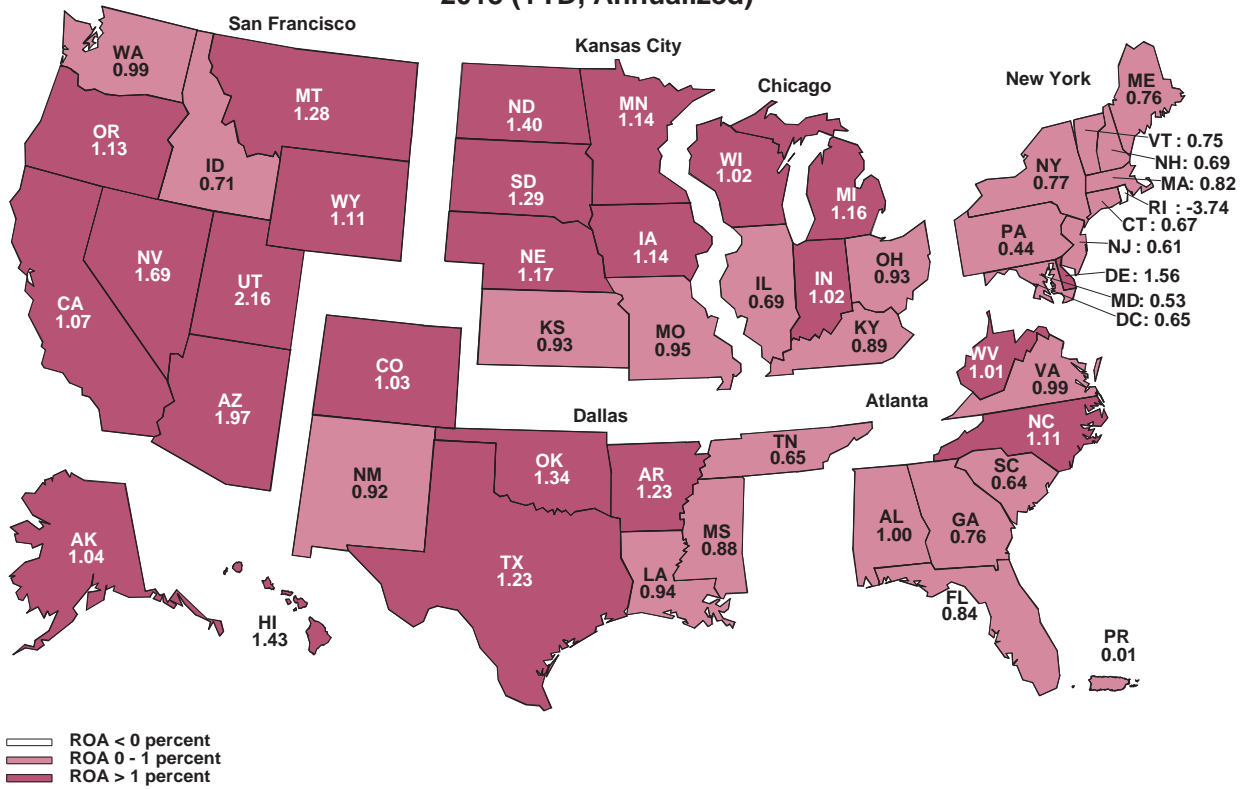 (YTD, Annualized)
San Francisco
Kansas City
Chicago
New York
WA
0.99
MT
1.28
OR
1.13
ID
0.71
WY
1.11
NV
1.69
UT
2.16
CA
1.07
AZ
1.97
AK
1.04
HI
1.43
ND
1.40
MN
1.14
SD
1.29
NE
1.17
IA
1.14
KS
0.93
MO
0.95
WI
1.02
MI
1.16
IL
0.69
IN
1.02
OH
0.93
KY
0.89
ME
0.76
NY
0.77
PA
0.44
VT : 0.75
NH: 0.69
MA: 0.82
RI : -3.74
CT : 0.67
NJ : 0.61
DE: 1.56
MD: 0.53
DC: 0.65
Dallas
CO
1.03
NM
0.92
OK
1.34
AR
1.23
TX
1.23
LA
0.94
MS
0.88
TN
0.65
Atlanta
WV
1.01
VA
0.99
NC
1.11
SC
0.64
AL
1.00
GA
0.76
FL
0.84
PR
0.01
ROA < 0 percent
ROA 0 - 1 percent
ROA > 1 percent